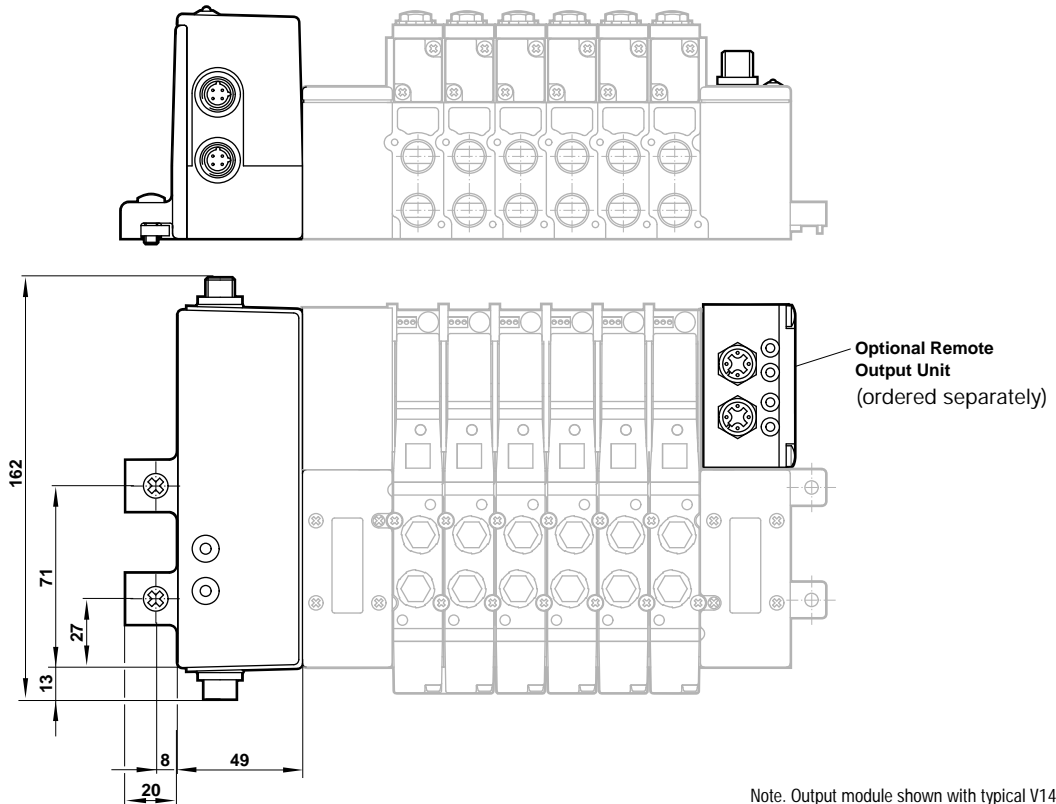 Optional Remote
Output Unit
(ordered separately)
162
71
27
13
8
49
20
Note. Output module shown with typical V14